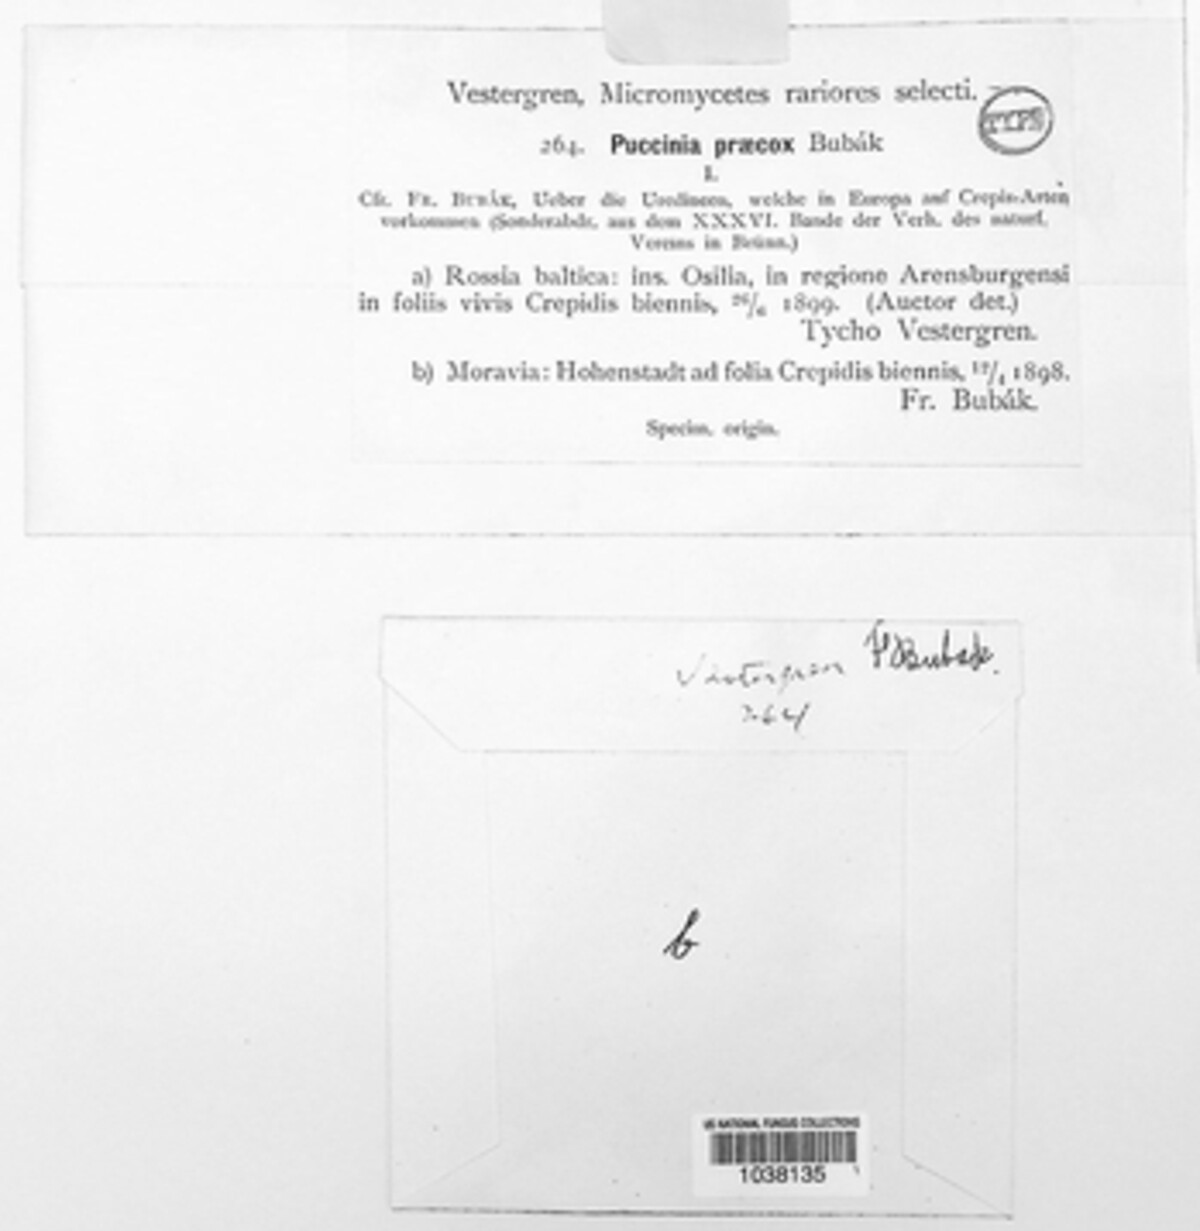 Vestergren, Micromycetes rariores selecti.
TYPE
264. Puccinia præcox Bubák
I.
Cfr. FR. BUBÁK, Ueber die Uredineen, welche in Europa auf Crepis-Arten
vorkommen (Sonderabdr. aus dem XXXVI. Bande der Verh. des naturf.
Vereins in Brünn.)
a) Rossia baltica: ins. Osilia, in regione Arensburgensi
in foliis vivis Crepidis biennis, 26/6 1899. (Auctor det.)
Tycho Vestergren.
b) Moravia: Hohenstadt ad folia Crepidis biennis, 12/4 1898.
Fr. Bubák.
Specim. origin.
Bubák.
Vestergren
264
b
US NATIONAL FUNGUS COLLECTIONS
1038135